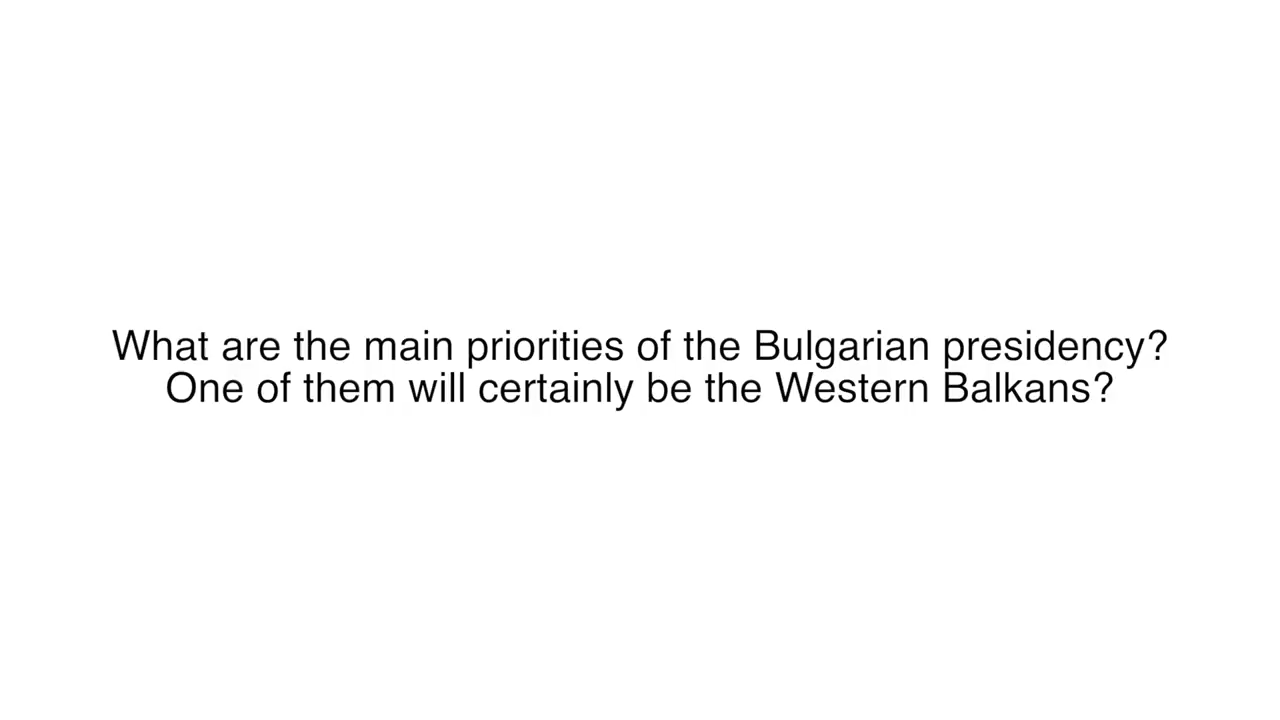 What are the main priorities of the Bulgarian presidency?
One of them will certainly be the Western Balkans?